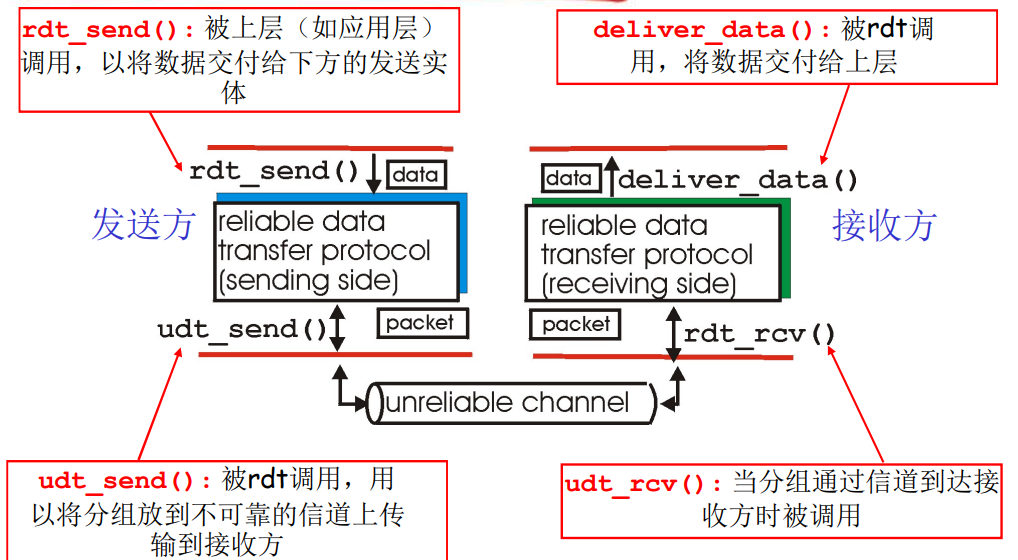 rdt_send(): 被上层（如应用层）
调用，以将数据交付给下方的发送实
体
deliver_data(): 被rdt调
用，将数据交付给上层
rdt_send()
data
data
deliver_data()
发送方
reliable data
transfer protocol
(sending side)
reliable data
transfer protocol
(receiving side)
接收方
udt_send()
packet
packet
rdt_rcv()
unreliable channel
udt_send(): 被rdt调用，用
以将分组放到不可靠的信道上传
输到接收方
udt_rcv(): 当分组通过信道到达接
收方时被调用